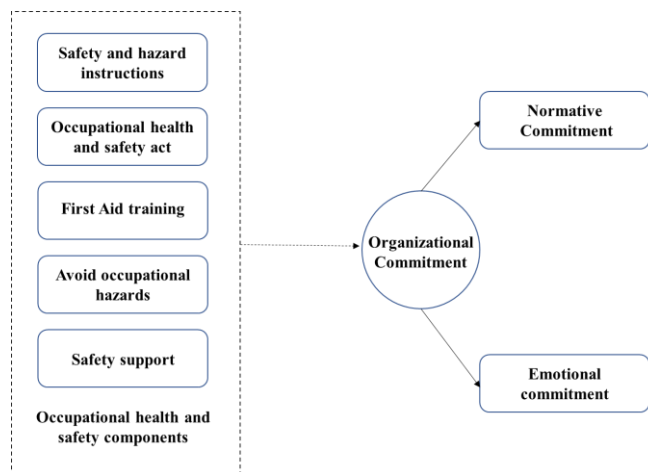 Safety and hazard
instructions
Occupational health
and safety act
First Aid training
Avoid occupational
hazards
Safety support
Occupational health and
safety components
Organizational
Commitment
Normative
Commitment
Emotional
commitment